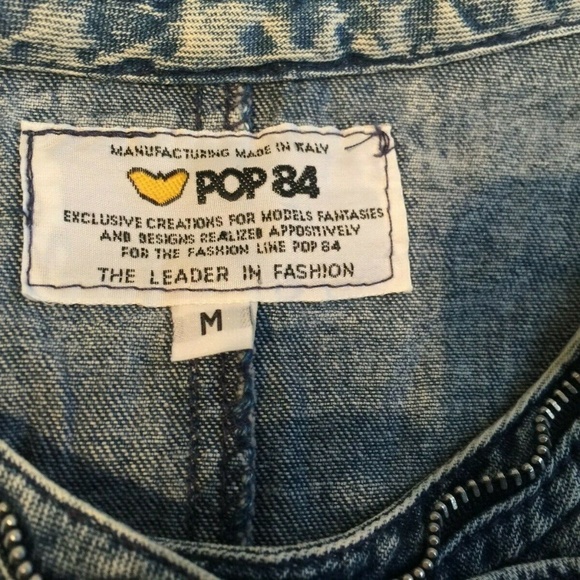 MANUFACTURING MADE IN ITALY
POP 84
EXCLUSIVE CREATIONS FOR MODELS FANTASIES
AND DESIGNS REALIZED APPOSITIVELY
FOR THE FASHION LINE POP 84
THE LEADER IN FASHION
M